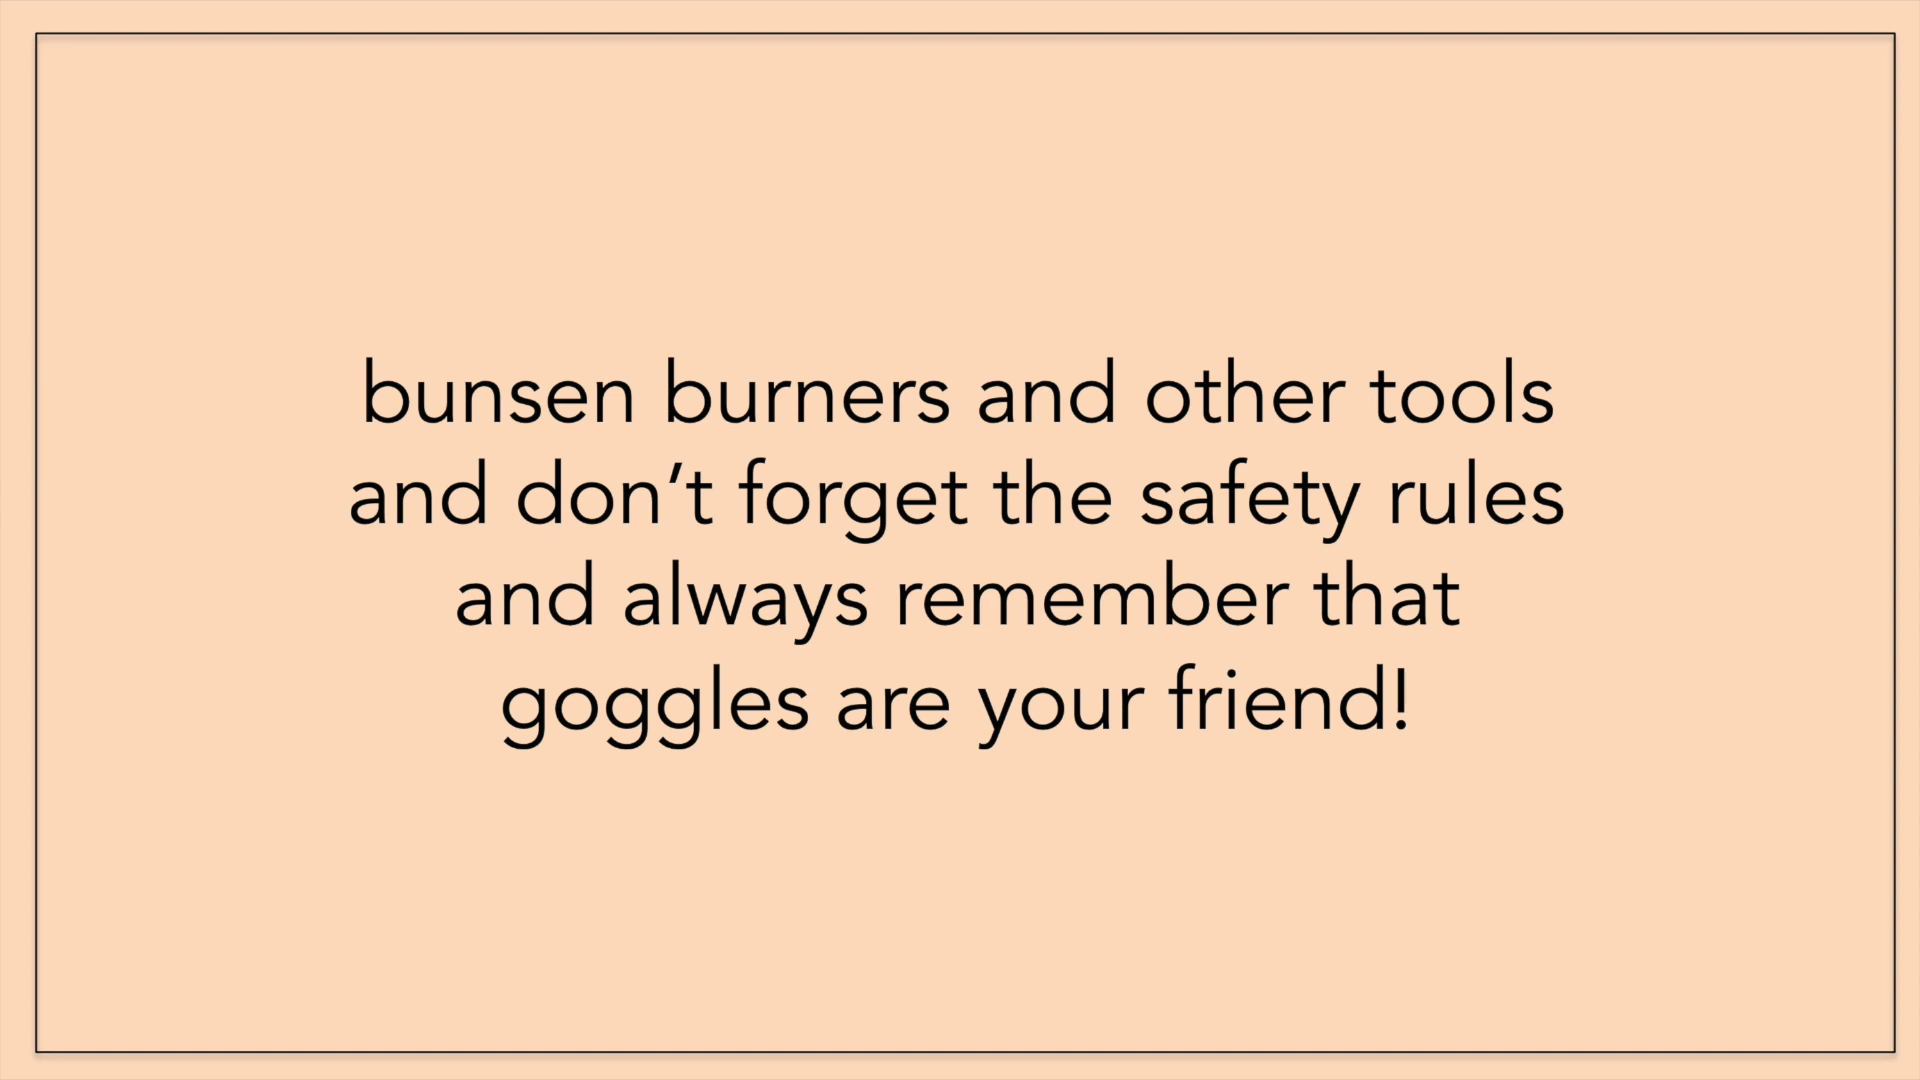 bunsen burners and other tools
and don’t forget the safety rules
and always remember that
goggles are your friend!